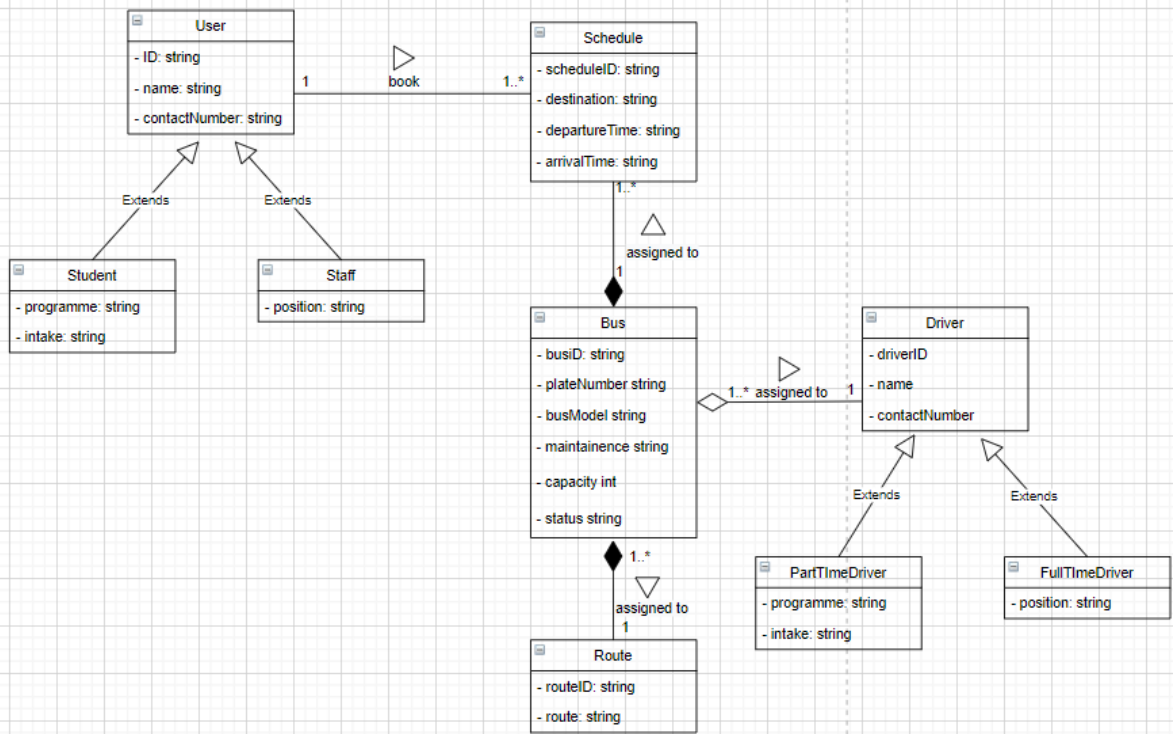 User
- ID: string
- name: string
- contactNumber: string
1
book
1..*
Schedule
- scheduleID: string
- destination: string
- departureTime: string
- arrivalTime: string
Extends
Extends
Student
- programme: string
- intake: string
Staff
- position: string
1..*
assigned to
1
Bus
- busiD: string
- plateNumber string
- busModel string
- maintainence string
- capacity int
- status string
1..* assigned to 1
Driver
- driverID
- name
- contactNumber
Extends
Extends
PartTImeDriver
- programme: string
- intake: string
FullTImeDriver
- position: string
1..*
assigned to
1
Route
- routeID: string
- route: string